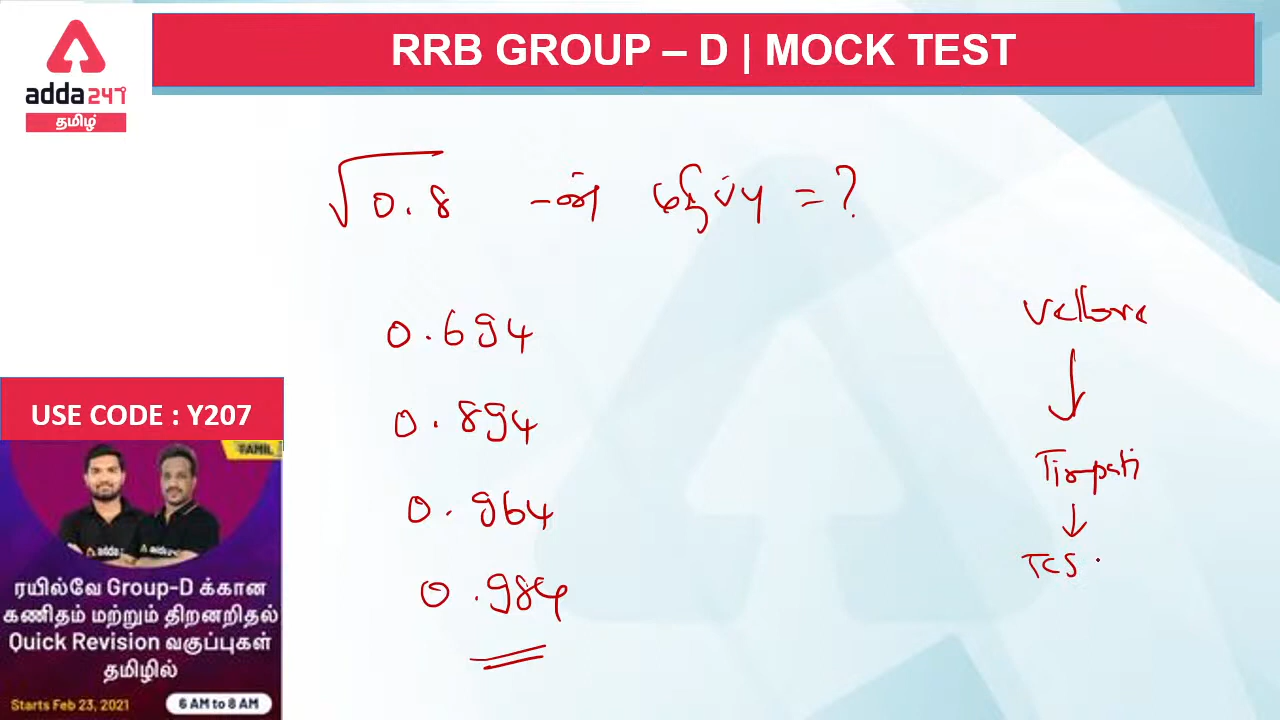 RRB GROUP – D | MOCK TEST
adda247
தமிழ்
√0.8 -ன் மதிப்பு = ?
0.694
0.894
0.964
0.984
Vellore
Tirupati
TCS.
USE CODE : Y207
TAMIL
adda
adda
ரயில்வே Group-D க்கான
கணிதம் மற்றும் திறனறிதல்
Quick Revision வகுப்புகள்
தமிழில்
Starts Feb 23, 2021
6 AM to 8 AM